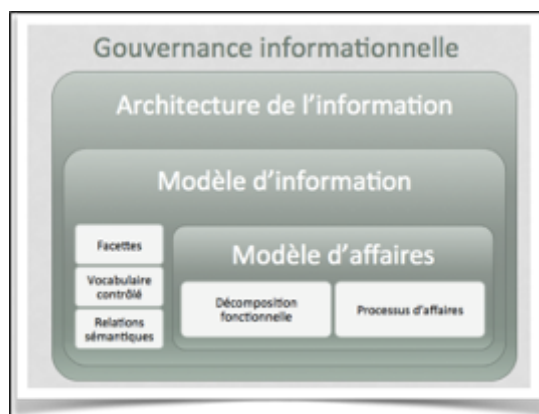 Gouvernance informationnelle
Architecture de l'information
Modèle d'information
Facettes
Vocabulaire
contrôlé
Relations
sémantiques
Modèle d'affaires
Décomposition
fonctionnelle
Processus d'affaires